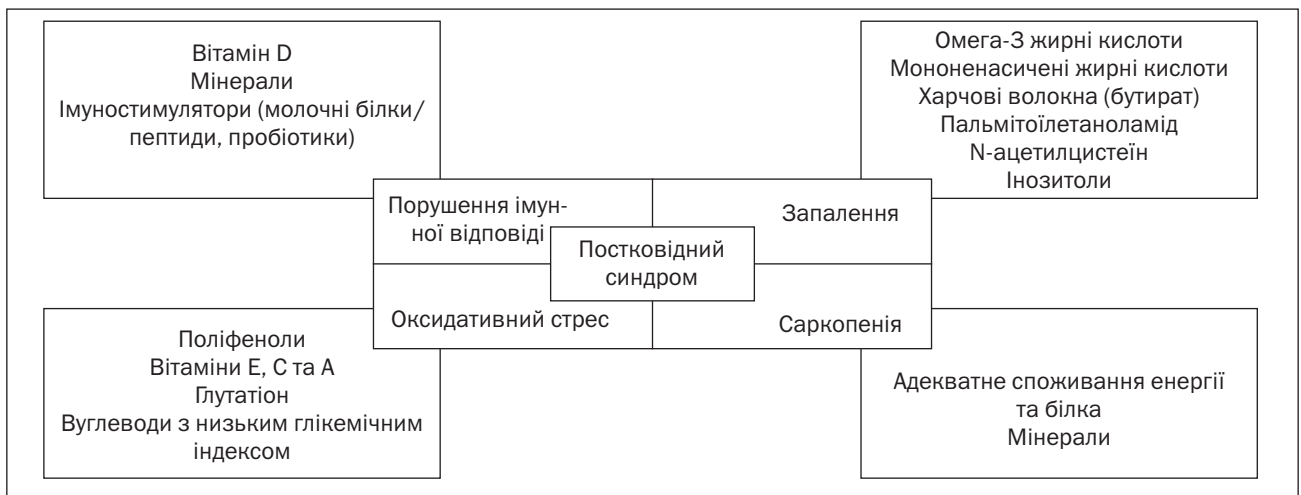 Вітамін D
Мінерали
Імуностимулятори (молочні білки/
пептиди, пробіотики)
Омега-3 жирні кислоти
Мононенасичені жирні кислоти
Харчові волокна (бутират)
Пальмітоїлетаноламід
N-ацетилцистеїн
Інозитоли
Порушення імун-
ної відповіді
Запалення
Постковідний
синдром
Оксидативний стрес
Саркопенія
Поліфеноли
Вітаміни Е, С та А
Глутатіон
Вуглеводи з низьким глікемічним
індексом
Адекватне споживання енергії
та білка
Мінерали